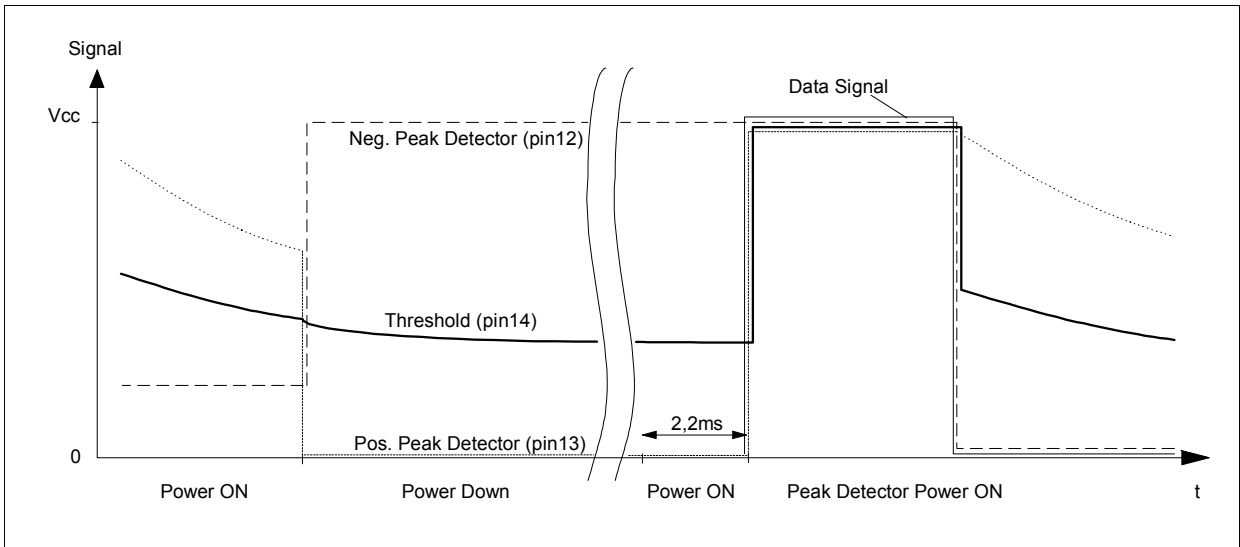 Signal
Data Signal
Vcc
Neg. Peak Detector (pin12)
Threshold (pin14)
2,2ms
Pos. Peak Detector (pin13)
0
Power ON
Power Down
Power ON
Peak Detector Power ON
t